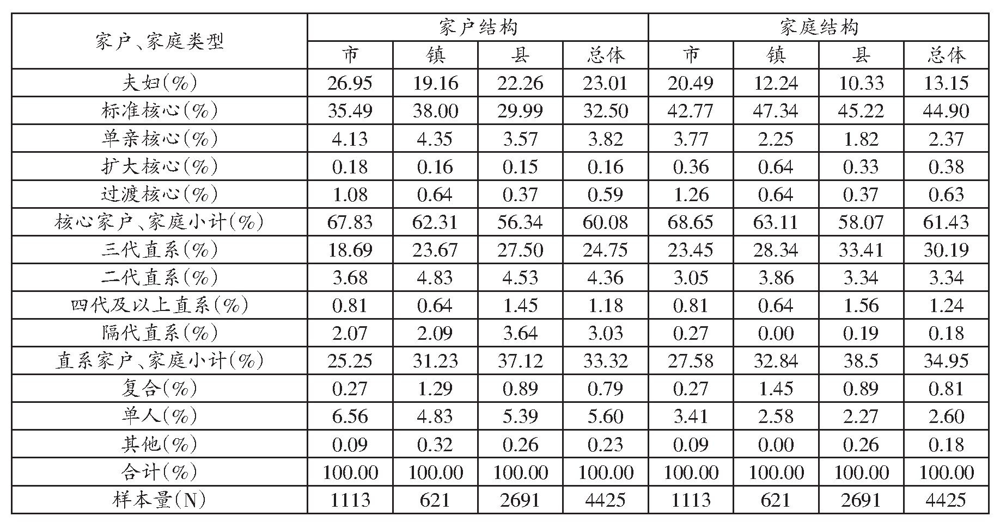 家户、家庭类型 家户结构 家庭结构
市 镇 县 总体 市 镇 县 总体
夫妇(%) 26.95 19.16 22.26 23.01 20.49 12.24 10.33 13.15
标准核心(%) 35.49 38.00 29.99 32.50 42.77 47.34 45.22 44.90
单亲核心(%) 4.13 4.35 3.57 3.82 3.77 2.25 1.82 2.37
扩大核心(%) 0.18 0.16 0.15 0.16 0.36 0.64 0.33 0.38
过渡核心(%) 1.08 0.64 0.37 0.59 1.26 0.64 0.37 0.63
核心家户、家庭小计(%) 67.83 62.31 56.34 60.08 68.65 63.11 58.07 61.43
三代直系(%) 18.69 23.67 27.50 24.75 23.45 28.34 33.41 30.19
二代直系(%) 3.68 4.83 4.53 4.36 3.05 3.86 3.34 3.34
四代及以上直系(%) 0.81 0.64 1.45 1.18 0.81 0.64 1.56 1.24
隔代直系(%) 2.07 2.09 3.64 3.03 0.27 0.00 0.19 0.18
直系家户、家庭小计(%) 25.25 31.23 37.12 33.32 27.58 32.84 38.5 34.95
复合(%) 0.27 1.29 0.89 0.79 0.27 1.45 0.89 0.81
单人(%) 6.56 4.83 5.39 5.60 3.41 2.58 2.27 2.60
其他(%) 0.09 0.32 0.26 0.23 0.09 0.00 0.26 0.18
合计(%) 100.00 100.00 100.00 100.00 100.00 100.00 100.00 100.00
样本量(N) 1113 621 2691 4425 1113 621 2691 4425